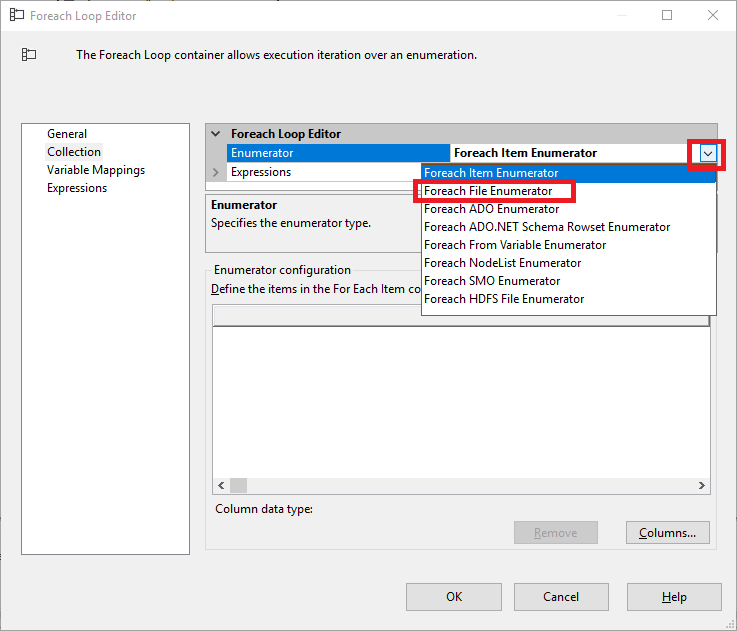 Foreach Loop Editor
The Foreach Loop container allows execution iteration over an enumeration.
General
Collection
Variable Mappings
Expressions
Foreach Loop Editor
Enumerator
Foreach Item Enumerator
Expressions
Foreach Item Enumerator
Foreach File Enumerator
Foreach ADO Enumerator
Foreach ADO.NET Schema Rowset Enumerator
Foreach From Variable Enumerator
Foreach NodeList Enumerator
Foreach SMO Enumerator
Foreach HDFS File Enumerator
Enumerator
Specifies the enumerator type.
Enumerator configuration
Define the items in the For Each Item co
Column data type:
Remove
Columns...
OK
Cancel
Help